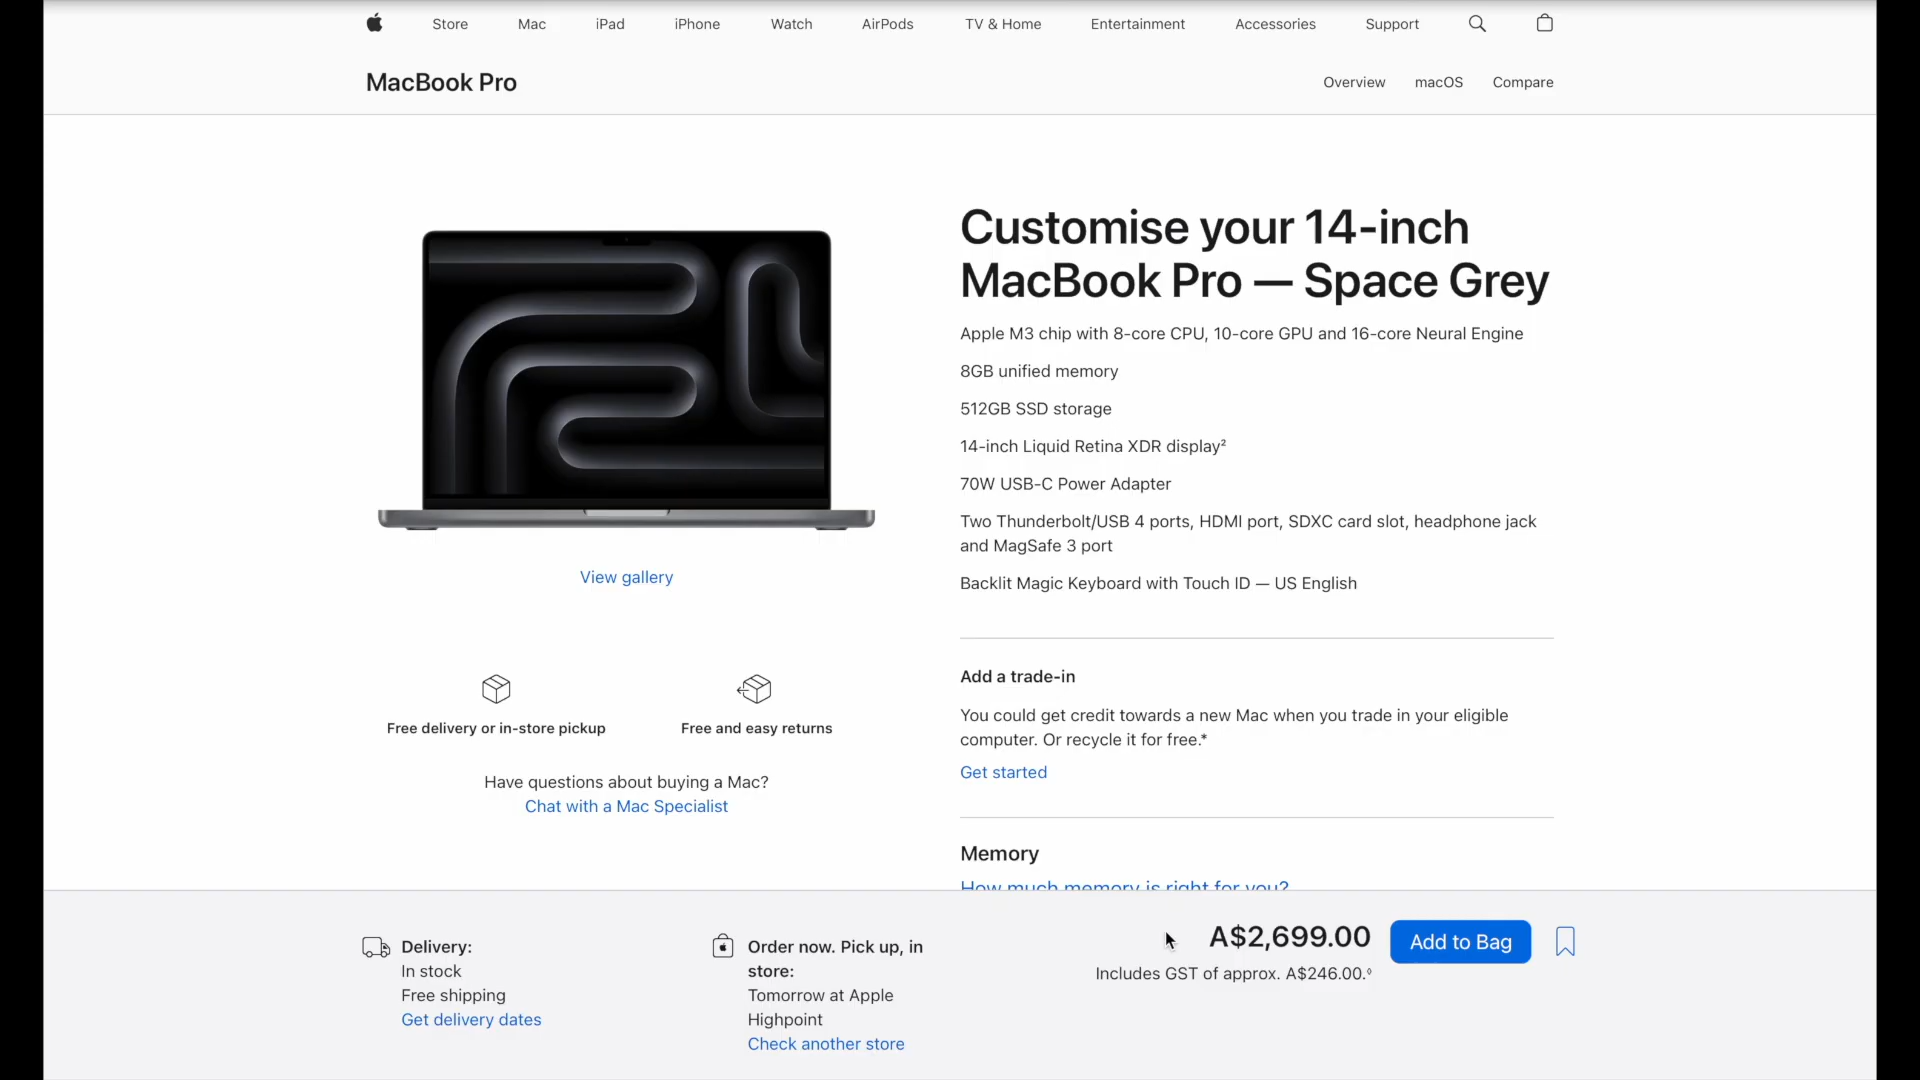 Store Mac iPad iPhone Watch AirPods TV & Home Entertainment Accessories Support
MacBook Pro
Overview macOS Compare
Customise your 14-inch
MacBook Pro — Space Grey
Apple M3 chip with 8-core CPU, 10-core GPU and 16-core Neural Engine
8GB unified memory
512GB SSD storage
14-inch Liquid Retina XDR display²
70W USB-C Power Adapter
Two Thunderbolt/USB 4 ports, HDMI port, SDXC card slot, headphone jack
and MagSafe 3 port
Backlit Magic Keyboard with Touch ID — US English
View gallery
Free delivery or in-store pickup
Free and easy returns
Have questions about buying a Mac?
Chat with a Mac Specialist
Add a trade-in
You could get credit towards a new Mac when you trade in your eligible
computer. Or recycle it for free.*
Get started
Memory
How much memory is right for you?
Delivery:
In stock
Free shipping
Get delivery dates
Order now. Pick up, in
store:
Tomorrow at Apple
Highpoint
Check another store
A$2,699.00
Includes GST of approx. A$246.00.◊
Add to Bag